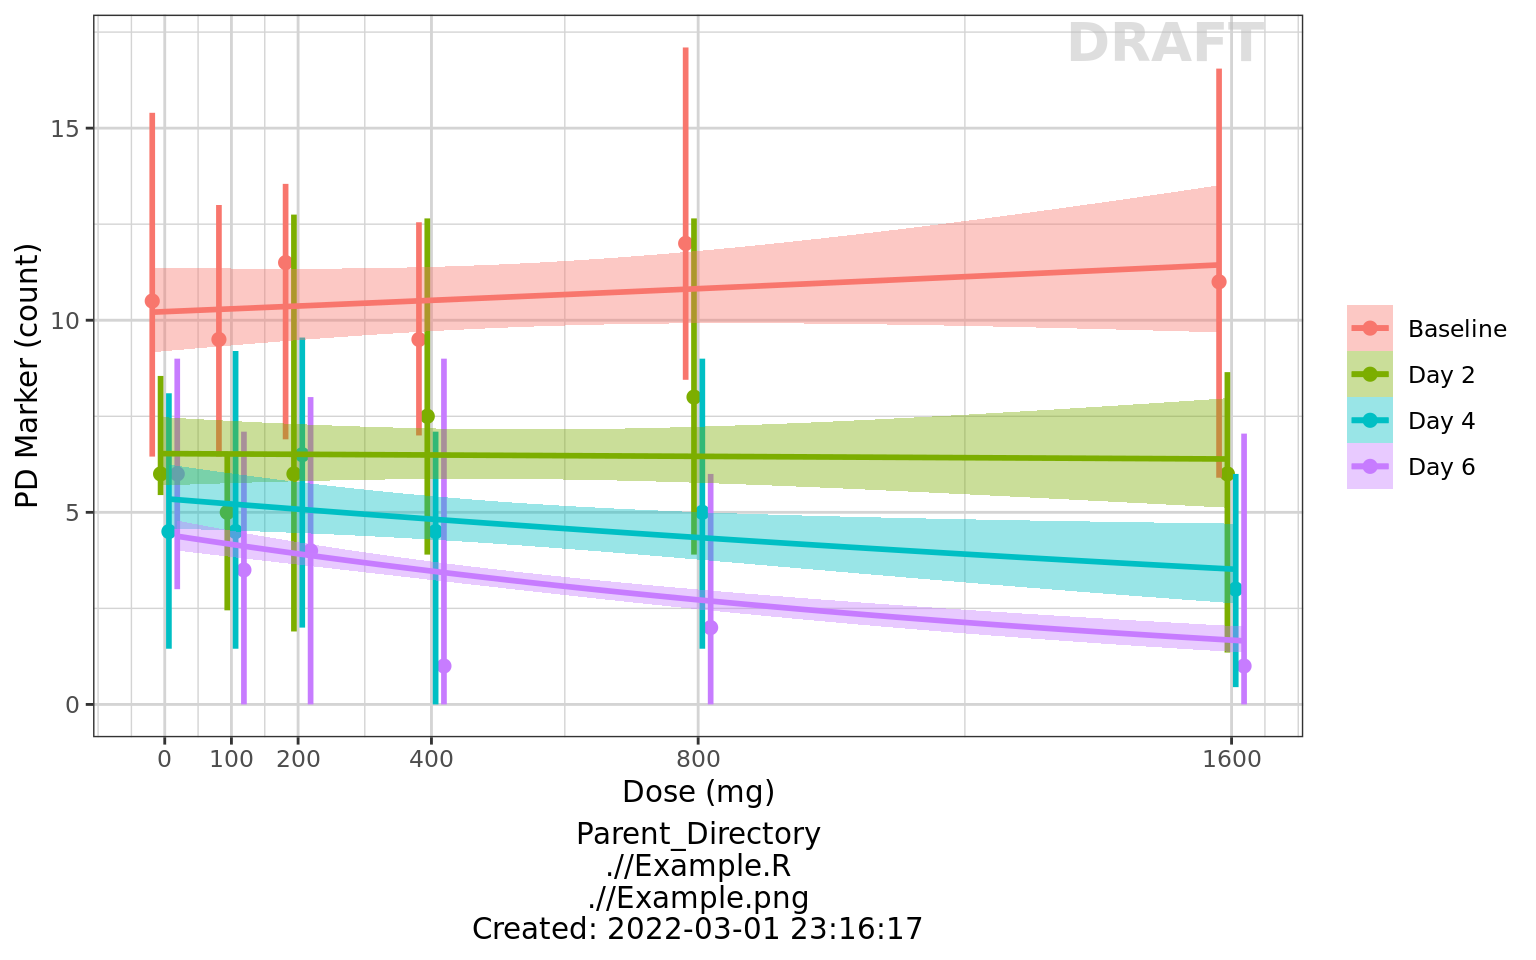 DRAFT
PD Marker (count)
15
10
5
0
0 100 200 400 800 1600
Dose (mg)
Baseline
Day 2
Day 4
Day 6
Parent_Directory
.//Example.R
.//Example.png
Created: 2022-03-01 23:16:17